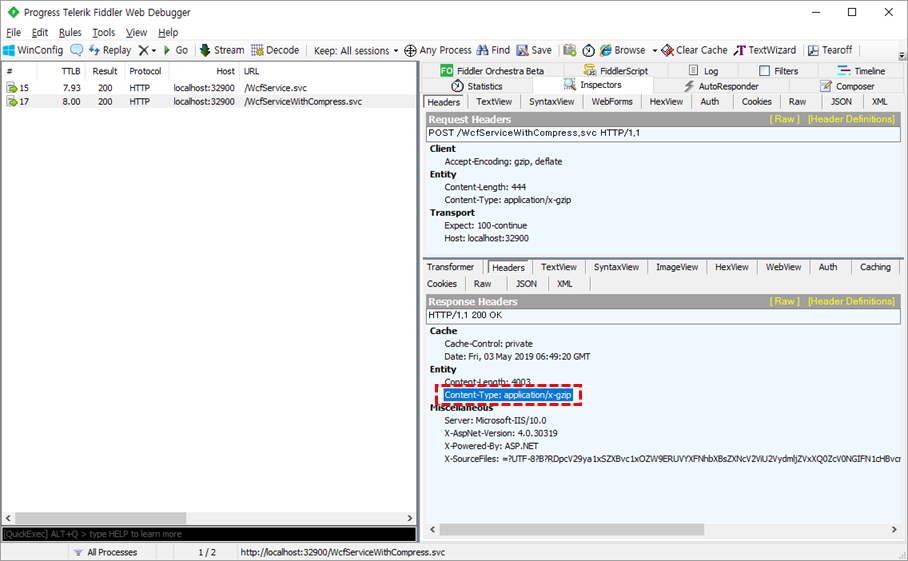 Progress Telerik Fiddler Web Debugger
File Edit Rules Tools View Help
WinConfig Replay Go Stream Decode Keep: All sessions Any Process Find Save Browse Clear Cache TextWizard Tearoff
# TTLB Result Protocol Host URL
15 7.93 200 HTTP localhost:32900 /WcfService.svc
17 8.00 200 HTTP localhost:32900 /WcfServiceWithCompress.svc
FO Fiddler Orchestra Beta FiddlerScript Log Filters Timeline
Statistics Inspectors AutoResponder Composer
Headers TextView SyntaxView WebForms HexView Auth Cookies Raw JSON XML
Request Headers [ Raw ] [Header Definitions]
POST /WcfServiceWithCompress.svc HTTP/1.1
Client
Accept-Encoding: gzip, deflate
Entity
Content-Length: 444
Content-Type: application/x-gzip
Transport
Expect: 100-continue
Host: localhost:32900
Transformer Headers TextView SyntaxView ImageView HexView WebView Auth Caching
Cookies Raw JSON XML
Response Headers [ Raw ] [Header Definitions]
HTTP/1.1 200 OK
Cache
Cache-Control: private
Date: Fri, 03 May 2019 06:49:20 GMT
Entity
Content-Length: 4003
Content-Type: application/x-gzip
Miscellaneous
Server: Microsoft-IIS/10.0
X-AspNet-Version: 4.0.30319
X-Powered-By: ASP.NET
X-SourceFiles:
[QuickExec] ALT+Q > type HELP to learn more
All Processes 1 / 2 http://localhost:32900/WcfServiceWithCompress.svc